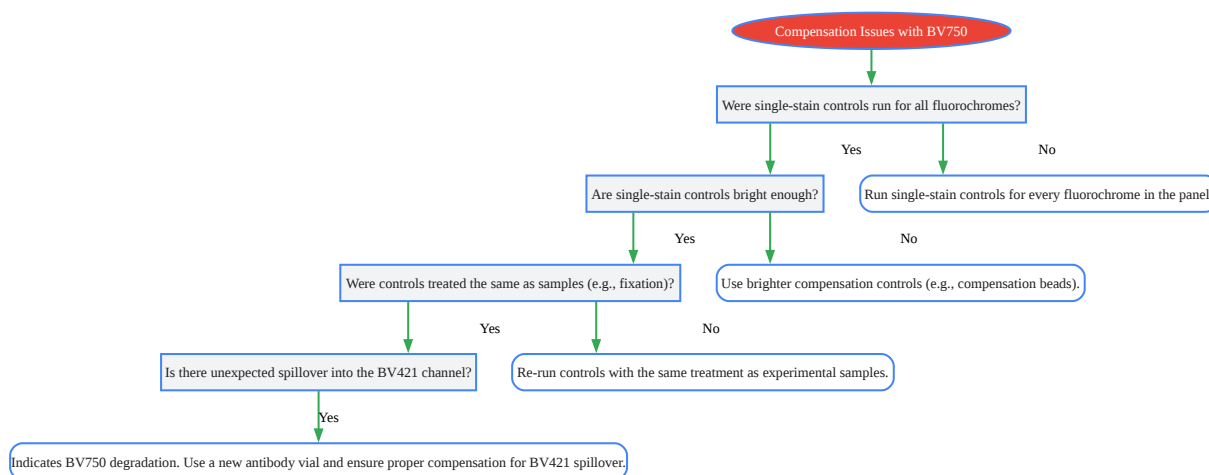 Compensation Issues with BV750
Were single-stain controls run for all fluorochromes?
Yes
No
Are single-stain controls bright enough?
Run single-stain controls for every fluorochrome in the panel
Yes
No
Were controls treated the same as samples (e.g., fixation)?
Use brighter compensation controls (e.g., compensation beads).
Yes
No
Is there unexpected spillover into the BV421 channel?
Re-run controls with the same treatment as experimental samples.
Yes
Indicates BV750 degradation. Use a new antibody vial and ensure proper compensation for BV421 spillover.